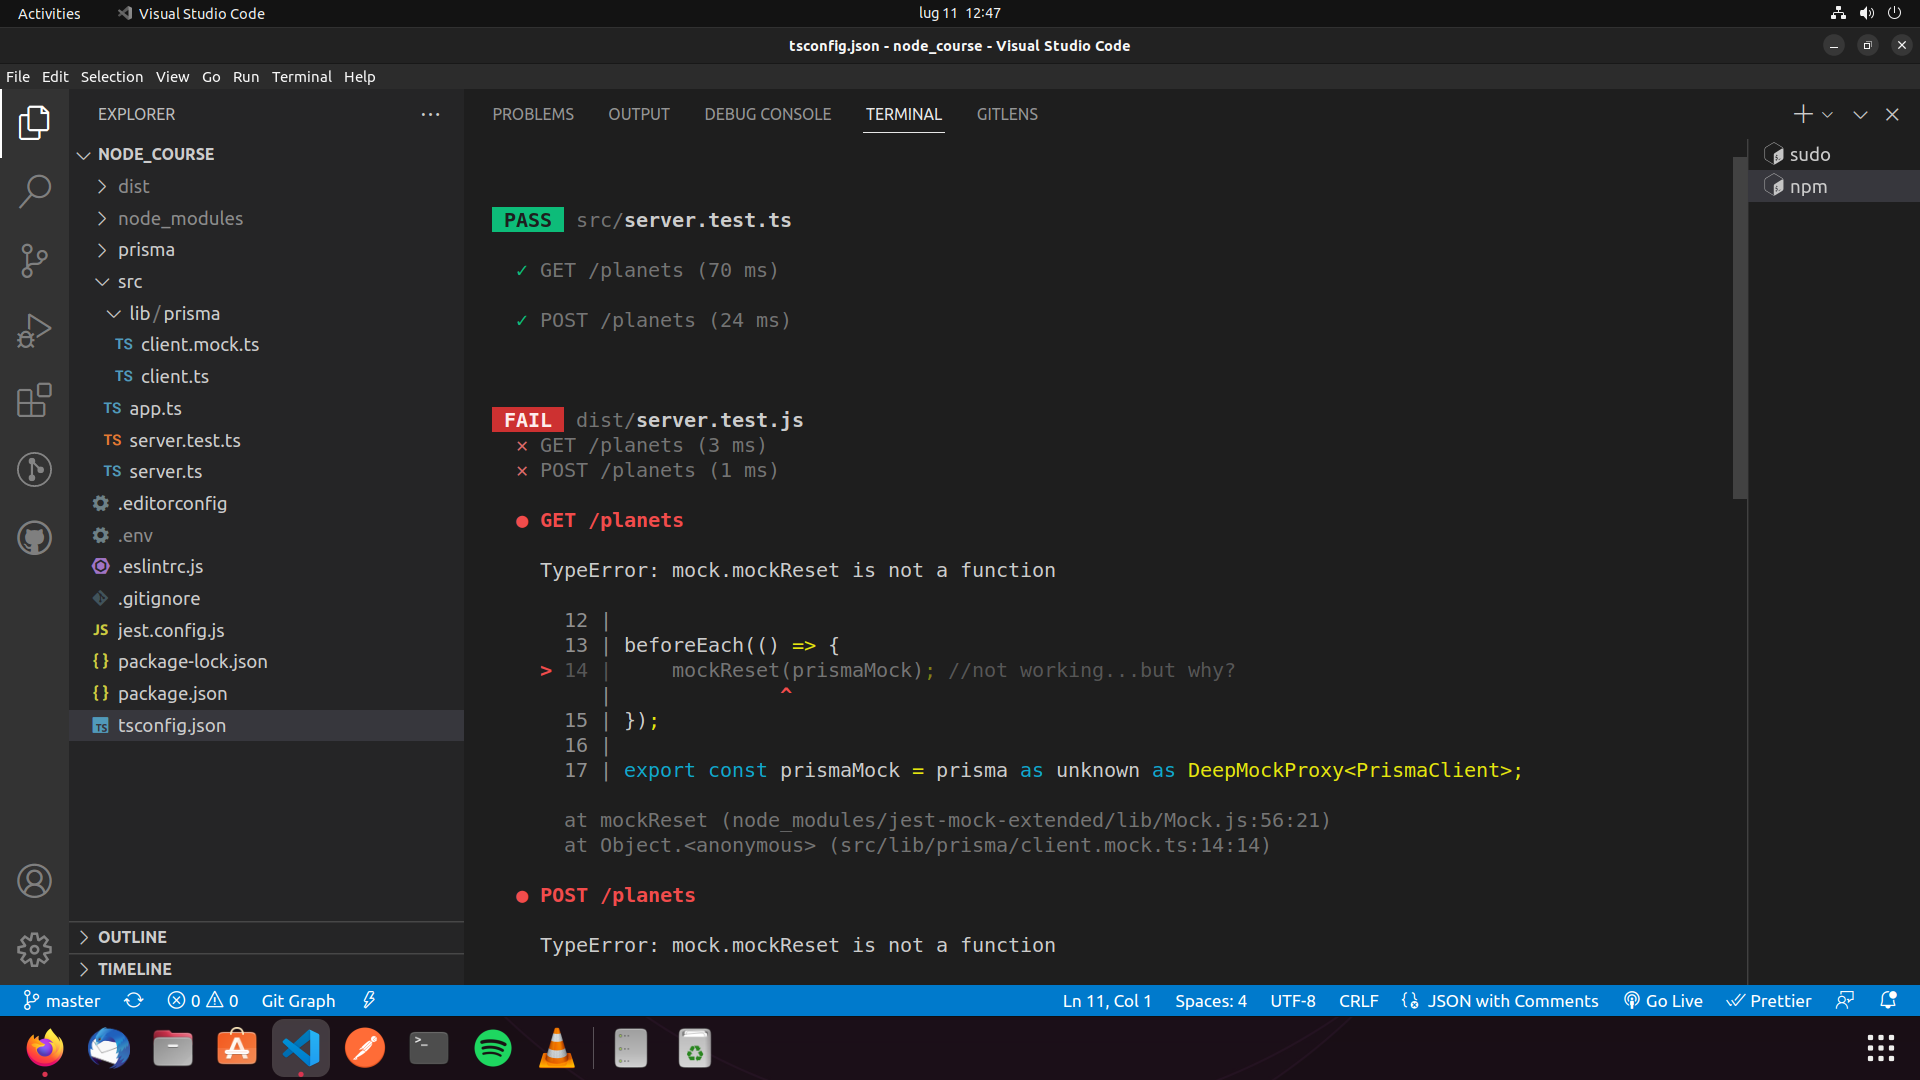 Activities
Visual Studio Code
lug 11 12:47
tsconfig.json - node_course - Visual Studio Code
File Edit Selection View Go Run Terminal Help
EXPLORER
NODE_COURSE
dist
node_modules
prisma
src
lib/prisma
TS client.mock.ts
TS client.ts
TS app.ts
TS server.test.ts
TS server.ts
.editorconfig
.env
.eslintrc.js
.gitignore
JS jest.config.js
{} package-lock.json
{} package.json
TS tsconfig.json
OUTLINE
TIMELINE
PROBLEMS OUTPUT DEBUG CONSOLE TERMINAL GITLENS
PASS src/server.test.ts
✓ GET /planets (70 ms)
✓ POST /planets (24 ms)
FAIL dist/server.test.js
✕ GET /planets (3 ms)
✕ POST /planets (1 ms)
● GET /planets
TypeError: mock.mockReset is not a function
12 |
13 | beforeEach(() => {
> 14 |     mockReset(prismaMock); //not working...but why?
|              ^
15 | });
16 |
17 | export const prismaMock = prisma as unknown as DeepMockProxy<PrismaClient>;
at mockReset (node_modules/jest-mock-extended/lib/Mock.js:56:21)
at Object.<anonymous> (src/lib/prisma/client.mock.ts:14:14)
● POST /planets
TypeError: mock.mockReset is not a function
sudo
npm
master
0
0
Git Graph
Ln 11, Col 1
Spaces: 4
UTF-8
CRLF
JSON with Comments
Go Live
Prettier